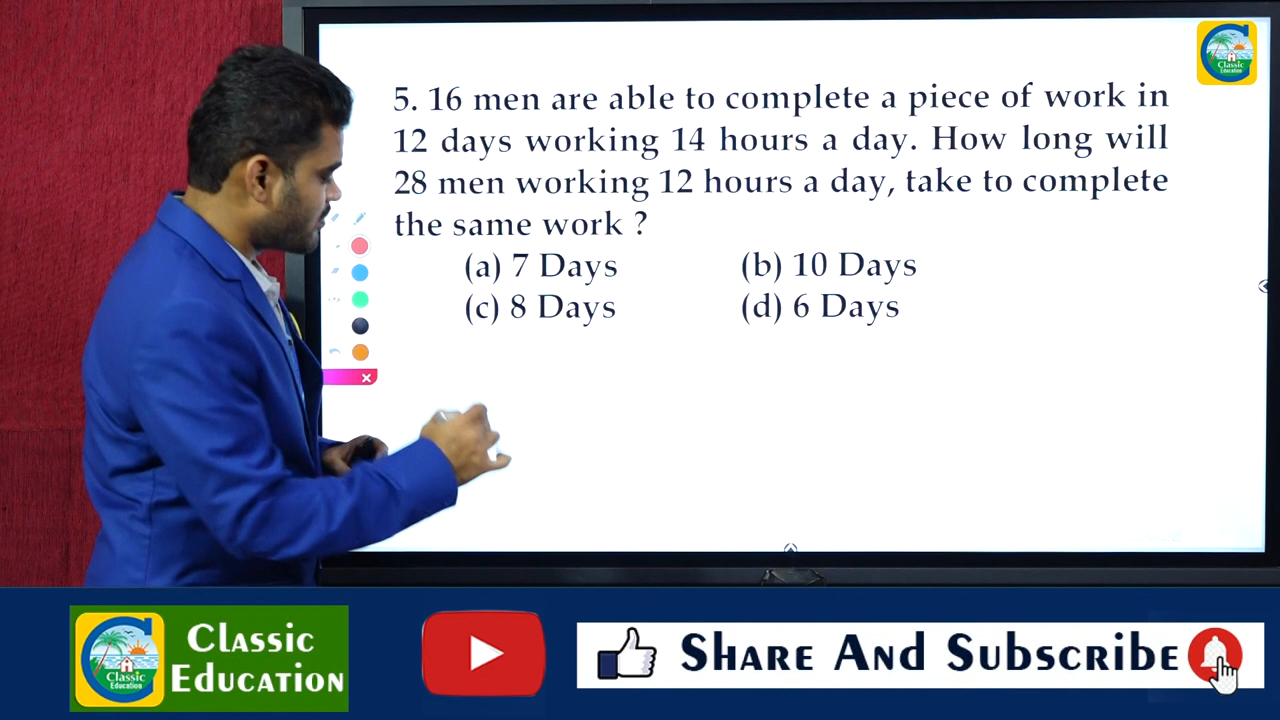 Classic
Education
5. 16 men are able to complete a piece of work in
12 days working 14 hours a day. How long will
28 men working 12 hours a day, take to complete
the same work ?
(a) 7 Days (b) 10 Days
(c) 8 Days (d) 6 Days
Classic
Education
Classic
Education
Share And Subscribe